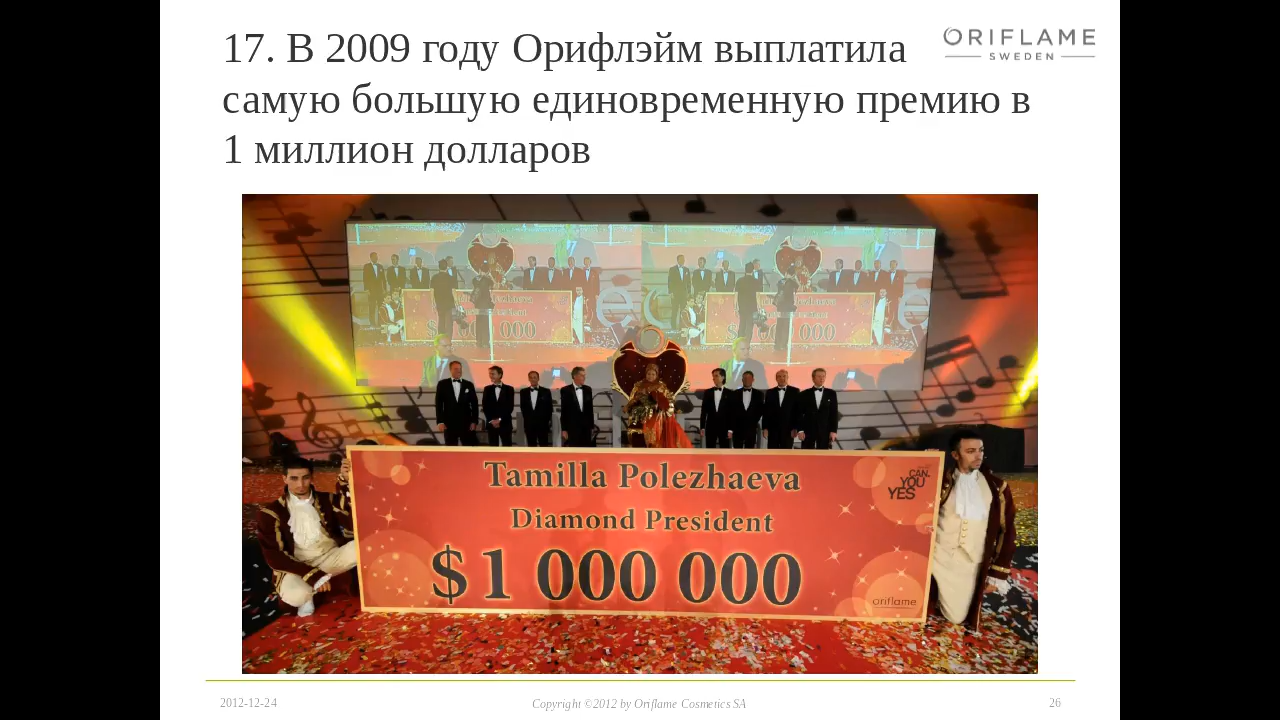 17. В 2009 году Орифлэйм выплатила
самую большую единовременную премию в
1 миллион долларов
ORIFLAME
SWEDEN
Tamilla Polezhaeva
Diamond President
$ 1 000 000
CAN.
YOU
YES
oriflame
2012-12-24
Copyright ©2012 by Oriflame Cosmetics SA
26